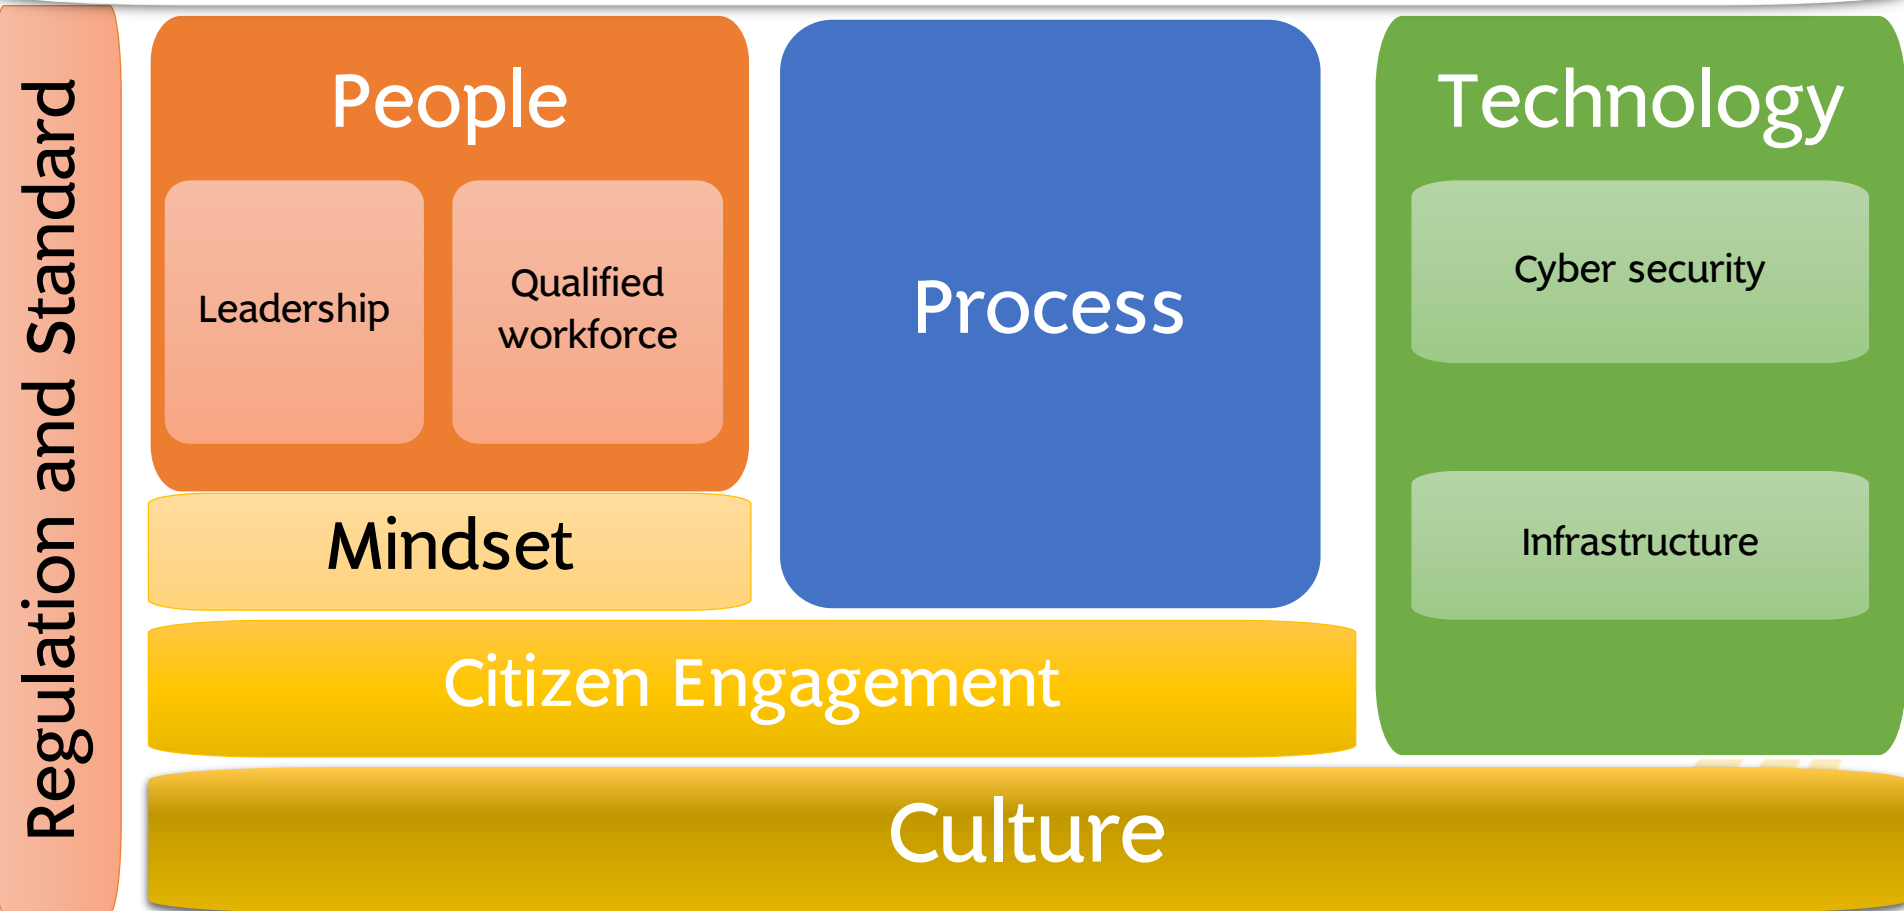 Regulation and Standard
People
Leadership
Qualified
workforce
Mindset
Process
Technology
Cyber security
Infrastructure
Citizen Engagement
Culture